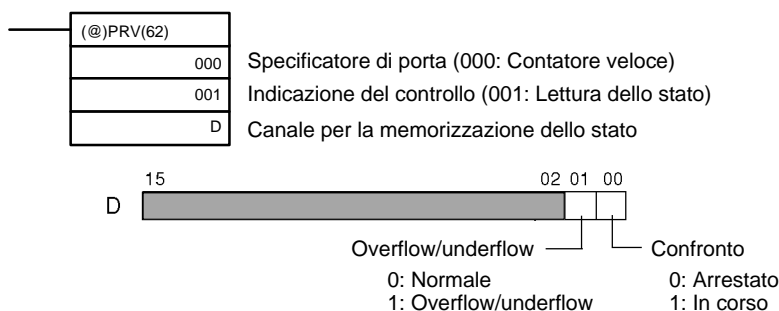 (@)PRV(62)
000 Specificatore di porta (000: Contatore veloce)
001 Indicazione del controllo (001: Lettura dello stato)
D Canale per la memorizzazione dello stato
15 02 01 00
D
Overflow/underflow Confronto
0: Normale 0: Arrestato
1: Overflow/underflow 1: In corso